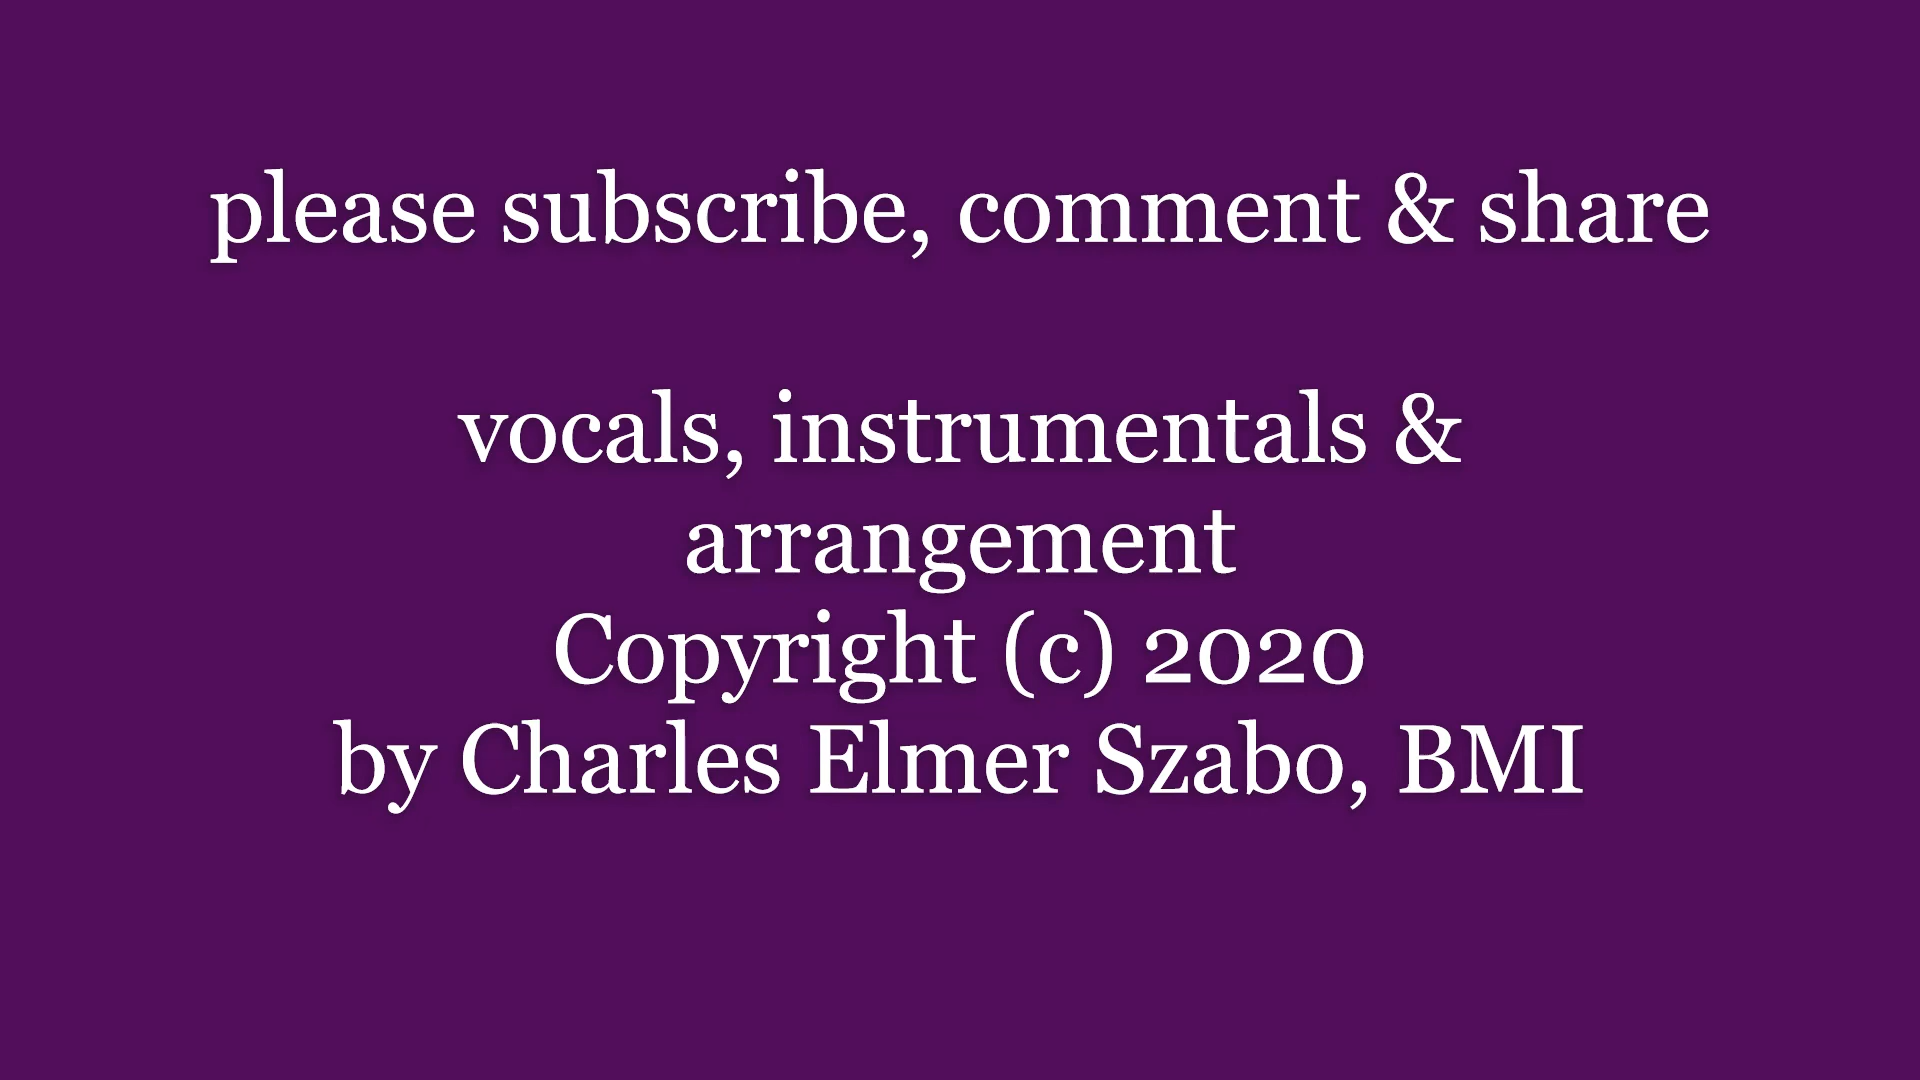 please subscribe, comment & share
vocals, instrumentals &
arrangement
Copyright (c) 2020
by Charles Elmer Szabo, BMI